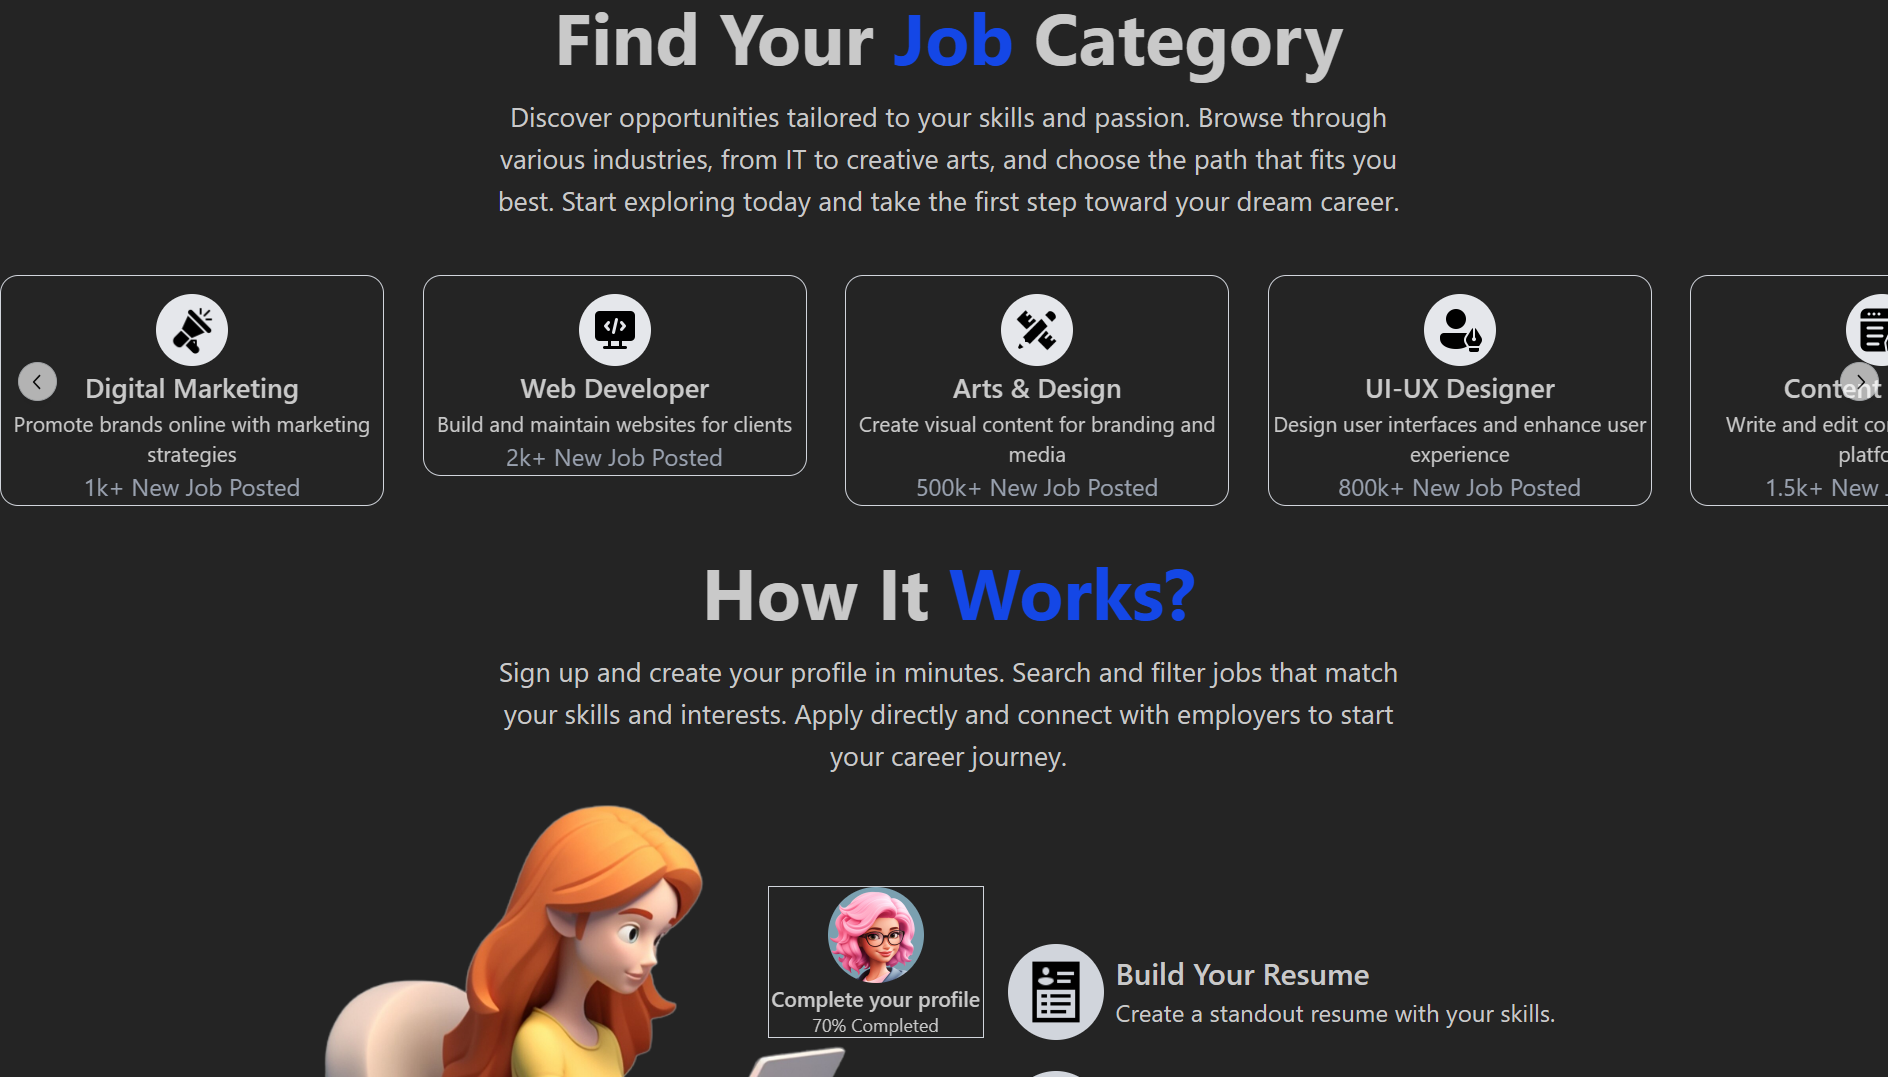 Find Your Job Category
Discover opportunities tailored to your skills and passion. Browse through
various industries, from IT to creative arts, and choose the path that fits you
best. Start exploring today and take the first step toward your dream career.
Digital Marketing
Promote brands online with marketing
strategies
1k+ New Job Posted
Web Developer
Build and maintain websites for clients
2k+ New Job Posted
Arts & Design
Create visual content for branding and
media
500k+ New Job Posted
UI-UX Designer
Design user interfaces and enhance user
experience
800k+ New Job Posted
Content
Write and edit
1.5k+ New
How It Works?
Sign up and create your profile in minutes. Search and filter jobs that match
your skills and interests. Apply directly and connect with employers to start
your career journey.
Complete your profile
70% Completed
Build Your Resume
Create a standout resume with your skills.